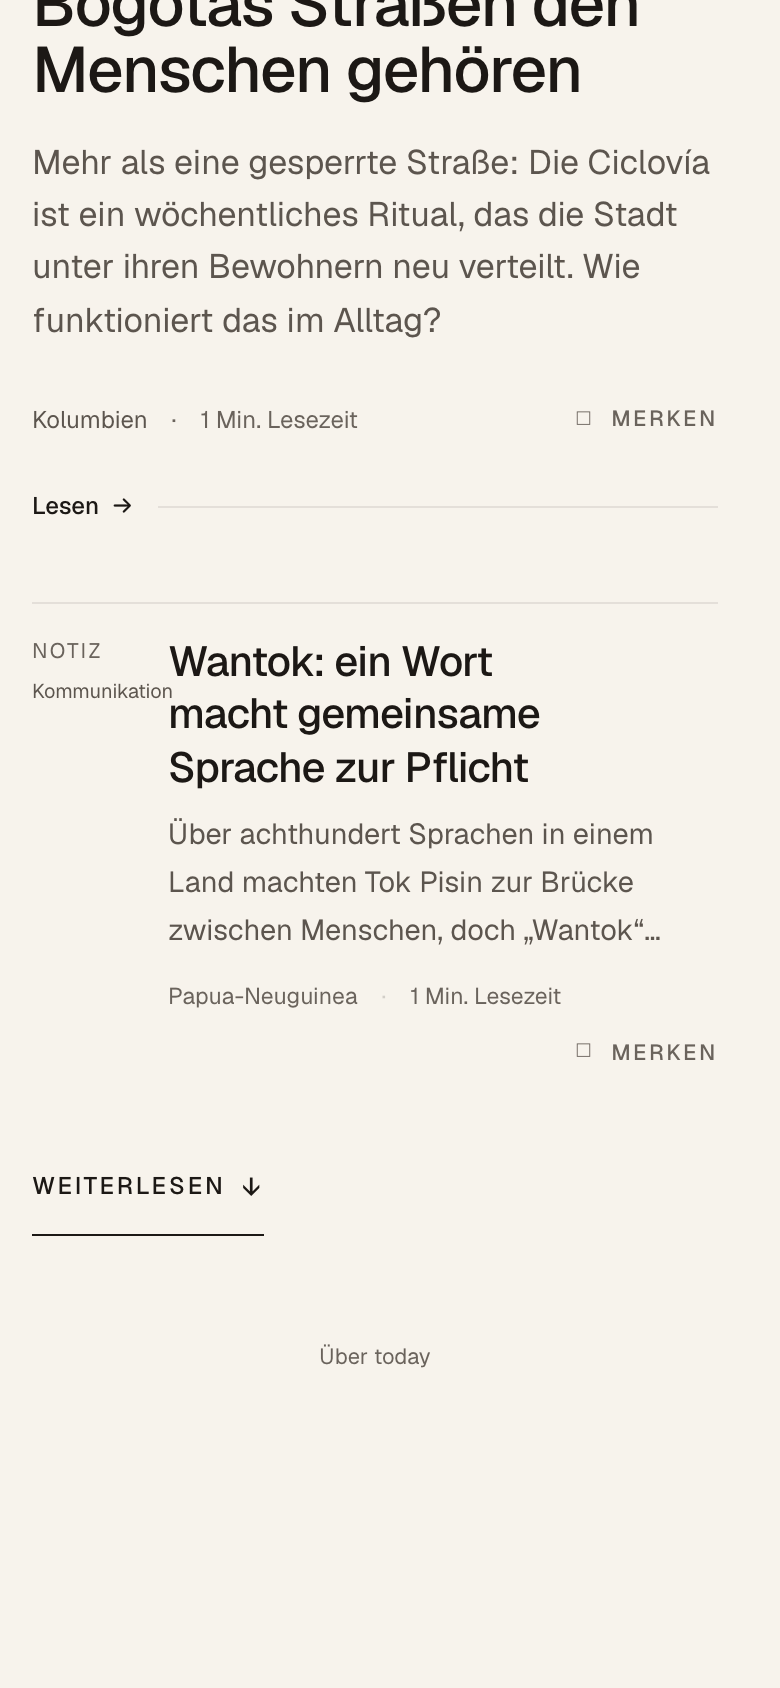 Bogotas Straßen den
Menschen gehören
Mehr als eine gesperrte Straße: Die Ciclovía
ist ein wöchentliches Ritual, das die Stadt
unter ihren Bewohnern neu verteilt. Wie
funktioniert das im Alltag?
Kolumbien · 1 Min. Lesezeit
□ MERKEN
Lesen →
NOTIZ
Kommunikation
Wantok: ein Wort
macht gemeinsame
Sprache zur Pflicht
Über achthundert Sprachen in einem
Land machten Tok Pisin zur Brücke
zwischen Menschen, doch „Wantok“…
Papua-Neuguinea · 1 Min. Lesezeit
□ MERKEN
WEITERLESEN ↓
Über today